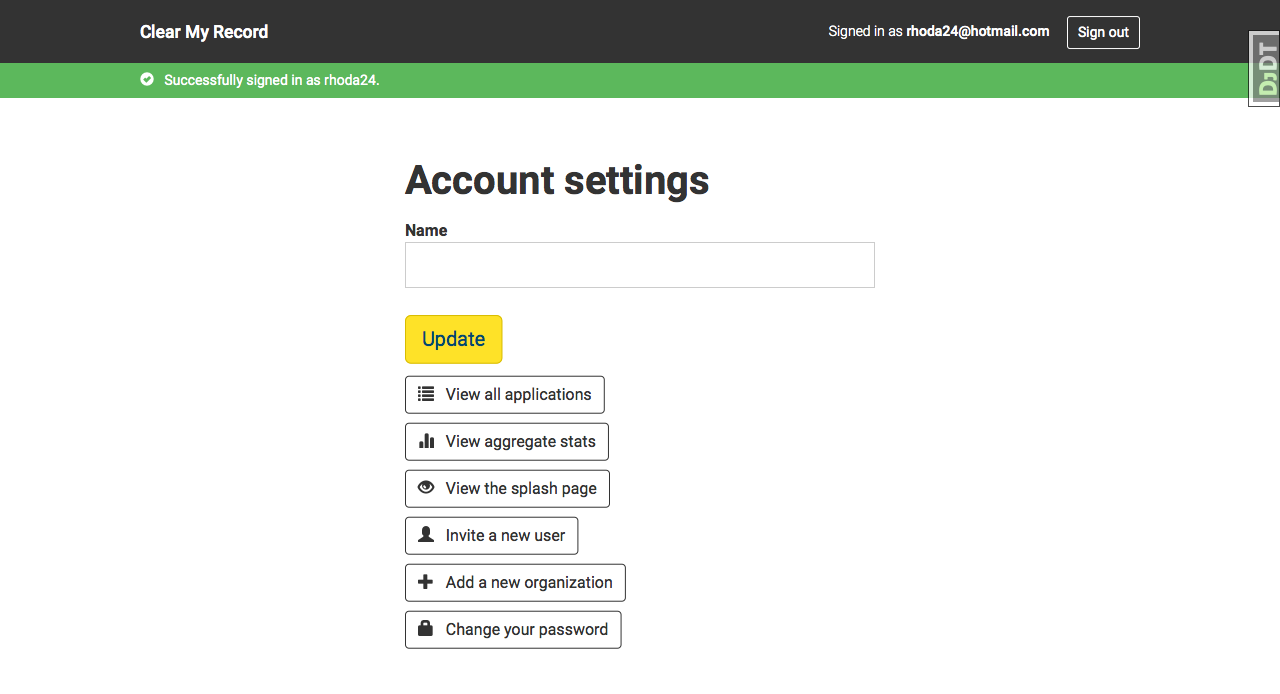 Clear My Record
Signed in as rhoda24@hotmail.com
Sign out
Successfully signed in as rhoda24.
DjDT
Account settings
Name
Update
View all applications
View aggregate stats
View the splash page
Invite a new user
Add a new organization
Change your password